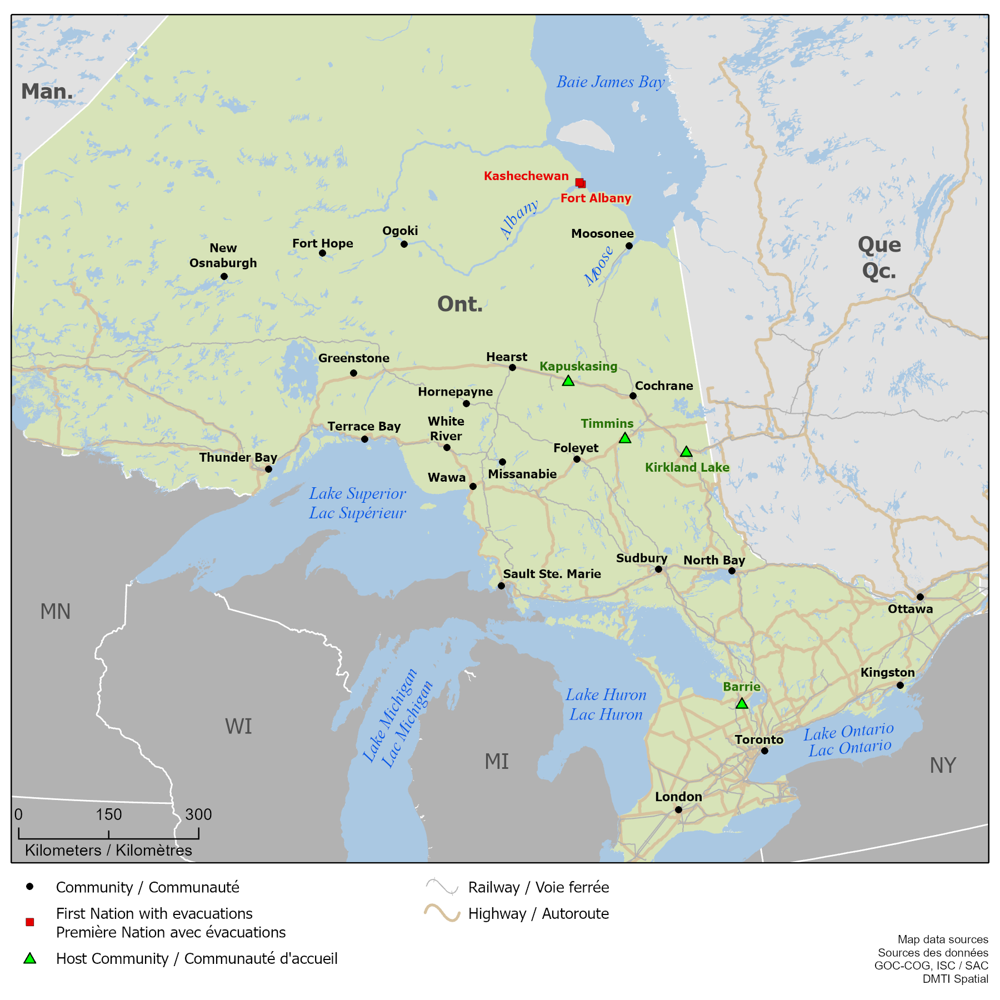 Man.
Baie James Bay
Kashechewan
Fort Albany
Albany
Ogoki
Moosonee
Fort Hope
New
Osnaburgh
Moose
Que
Qc.
Ont.
Greenstone
Hearst
Kapuskasing
Cochrane
Hornepayne
White
River
Terrace Bay
Timmins
Foleyet
Thunder Bay
Kirkland Lake
Missanabie
Wawa
Lake Superior
Lac Supérieur
Sudbury
North Bay
Sault Ste. Marie
Ottawa
MN
Kingston
Barrie
Lake Michigan
Lac Michigan
Lake Huron
Lac Huron
WI
Lake Ontario
Lac Ontario
Toronto
MI
NY
London
0 150 300
Kilometers / Kilomètres
Community / Communauté
First Nation with evacuations
Première Nation avec évacuations
Host Community / Communauté d'accueil
Railway / Voie ferrée
Highway / Autoroute
Map data sources
Sources des données
GOC-COG, ISC / SAC
DMTI Spatial